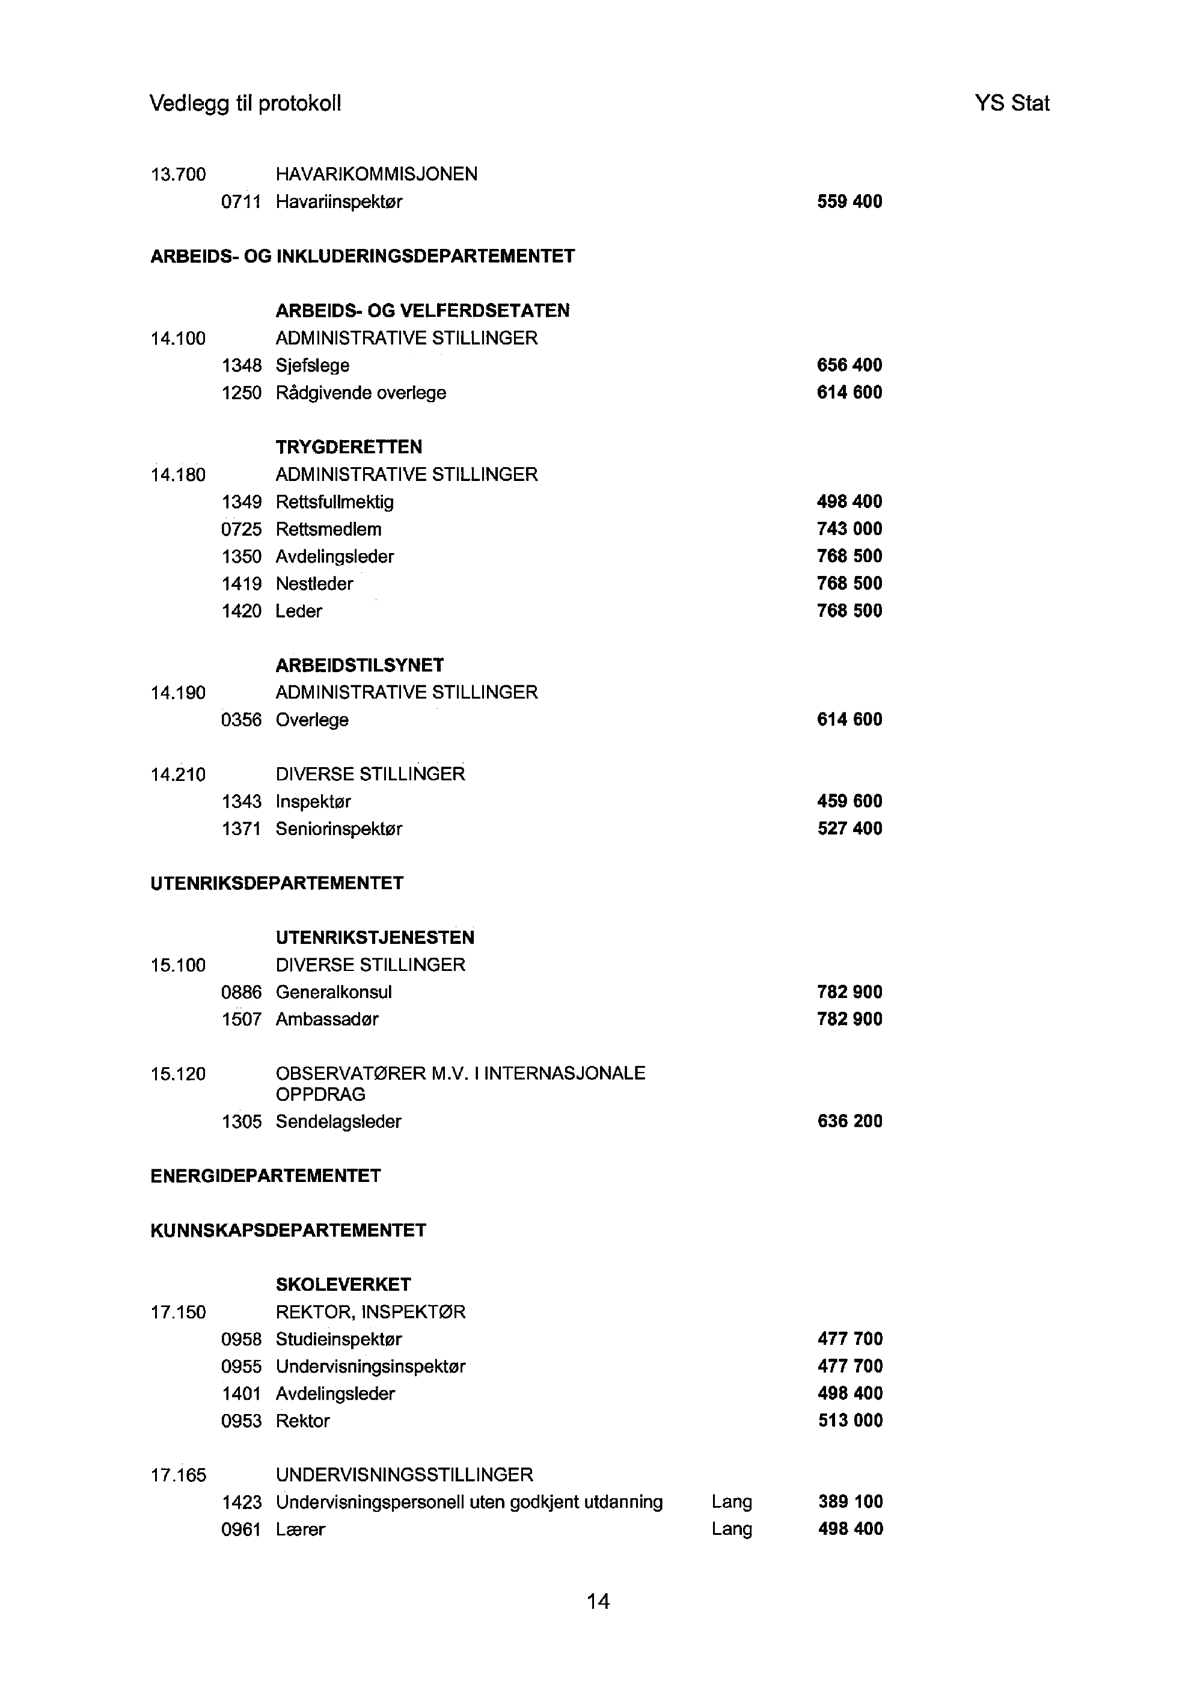 Vedlegg til protokoll YS Stat
13.700 HAVARIKOMMISJONEN
0711 Havariinspektør 559 400
ARBEIDS- OG INKLUDERINGSDEPARTEMENTET
ARBEIDS- OG VELFERDSETATEN
14.100 ADMINISTRATIVE STILLINGER
1348 Sjefslege 656 400
1250 Rådgivende overlege 614 600
TRYGDERETTEN
14.180 ADMINISTRATIVE STILLINGER
1349 Rettsfullmektig 498 400
0725 Rettsmedlem 743 000
1350 Avdelingsleder 768 500
1419 Nestleder 768 500
1420 Leder 768 500
ARBEIDSTILSYNET
14.190 ADMINISTRATIVE STILLINGER
0356 Overlege 614 600
14.210 DIVERSE STILLINGER
1343 Inspektør 459 600
1371 Seniorinspektør 527 400
UTENRIKSDEPARTEMENTET
UTENRIKSTJENESTEN
15.100 DIVERSE STILLINGER
0886 Generalkonsul 782 900
1507 Ambassadør 782 900
15.120 OBSERVATØRER M.V. I INTERNASJONALE
OPPDRAG
1305 Sendelagsleder 636 200
ENERGIDEPARTEMENTET
KUNNSKAPSDEPARTEMENTET
SKOLEVERKET
17.150 REKTOR, INSPEKTØR
0958 Studieinspektør 477 700
0955 Undervisningsinspektør 477 700
1401 Avdelingsleder 498 400
0953 Rektor 513 000
17.165 UNDERVISNINGSSTILLINGER
1423 Undervisningspersonell uten godkjent utdanning Lang 389 100
0961 Lærer Lang 498 400
14